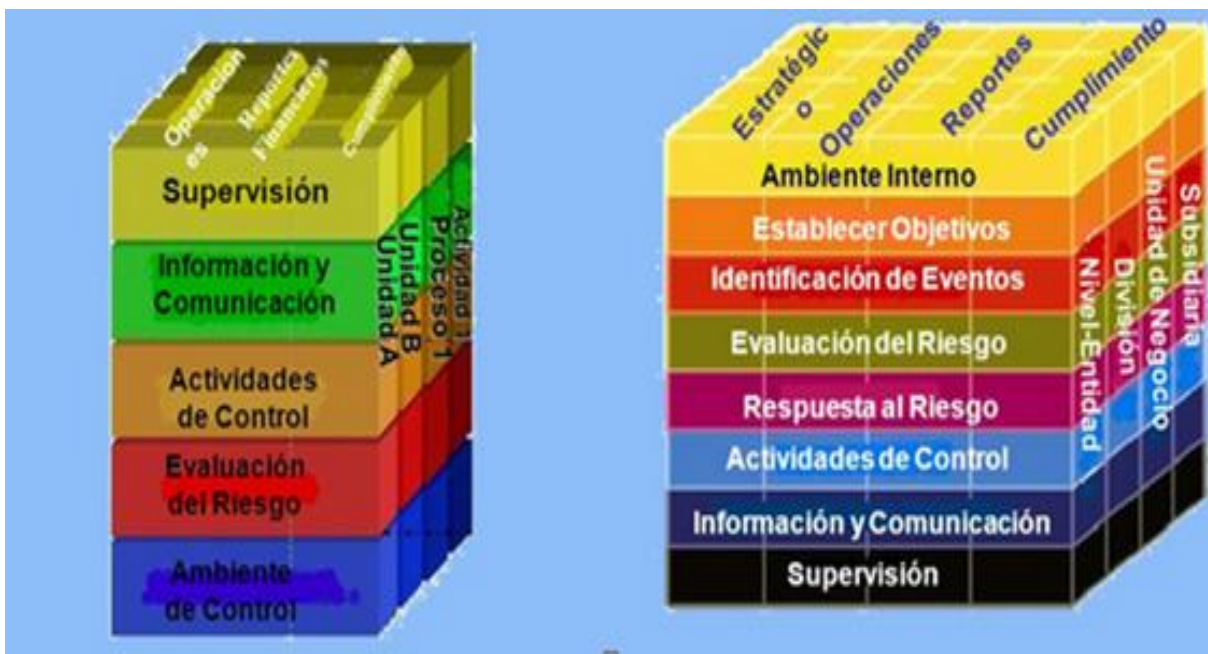 Operacion
es
Reportes
Financieros
Cumplimiento
Supervisión
Información y
Comunicación
Actividades
de Control
Evaluación
del Riesgo
Ambiente
de Control
Unidad A
Unidad B
Proceso 1
Actividad 1
Estratégic
o
Operaciones
Reportes
Cumplimiento
Ambiente Interno
Establecer Objetivos
Identificación de Eventos
Evaluación del Riesgo
Respuesta al Riesgo
Actividades de Control
Información y Comunicación
Supervisión
Nivel-Entidad
División
Unidad de Negocio
Subsidiaria